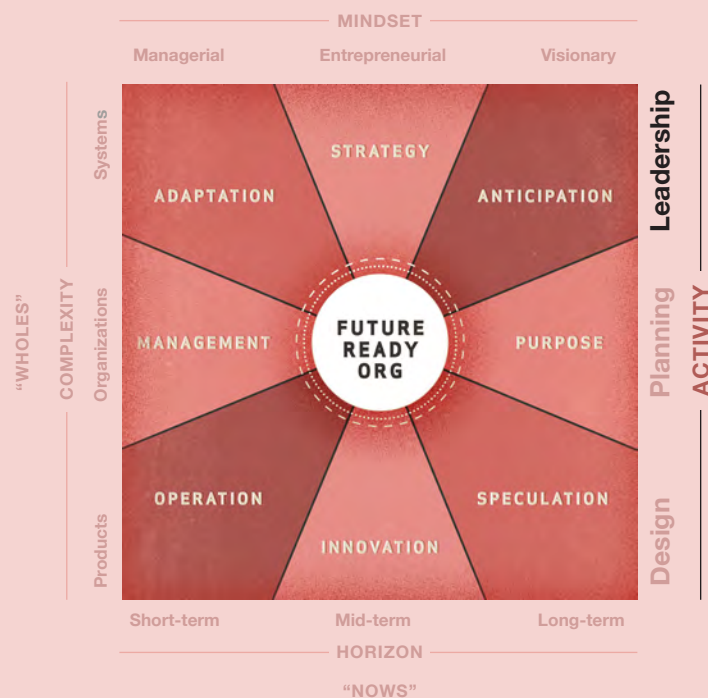 MINDSET
Managerial
Entrepreneurial
Visionary
Systems
Organizations
Products
COMPLEXITY
“WHOLES”
STRATEGY
ADAPTATION
ANTICIPATION
FUTURE
READY
ORG
MANAGEMENT
PURPOSE
OPERATION
SPECULATION
INNOVATION
Leadership
Planning
Design
ACTIVITY
Short-term
Mid-term
Long-term
HORIZON
“NOWS”